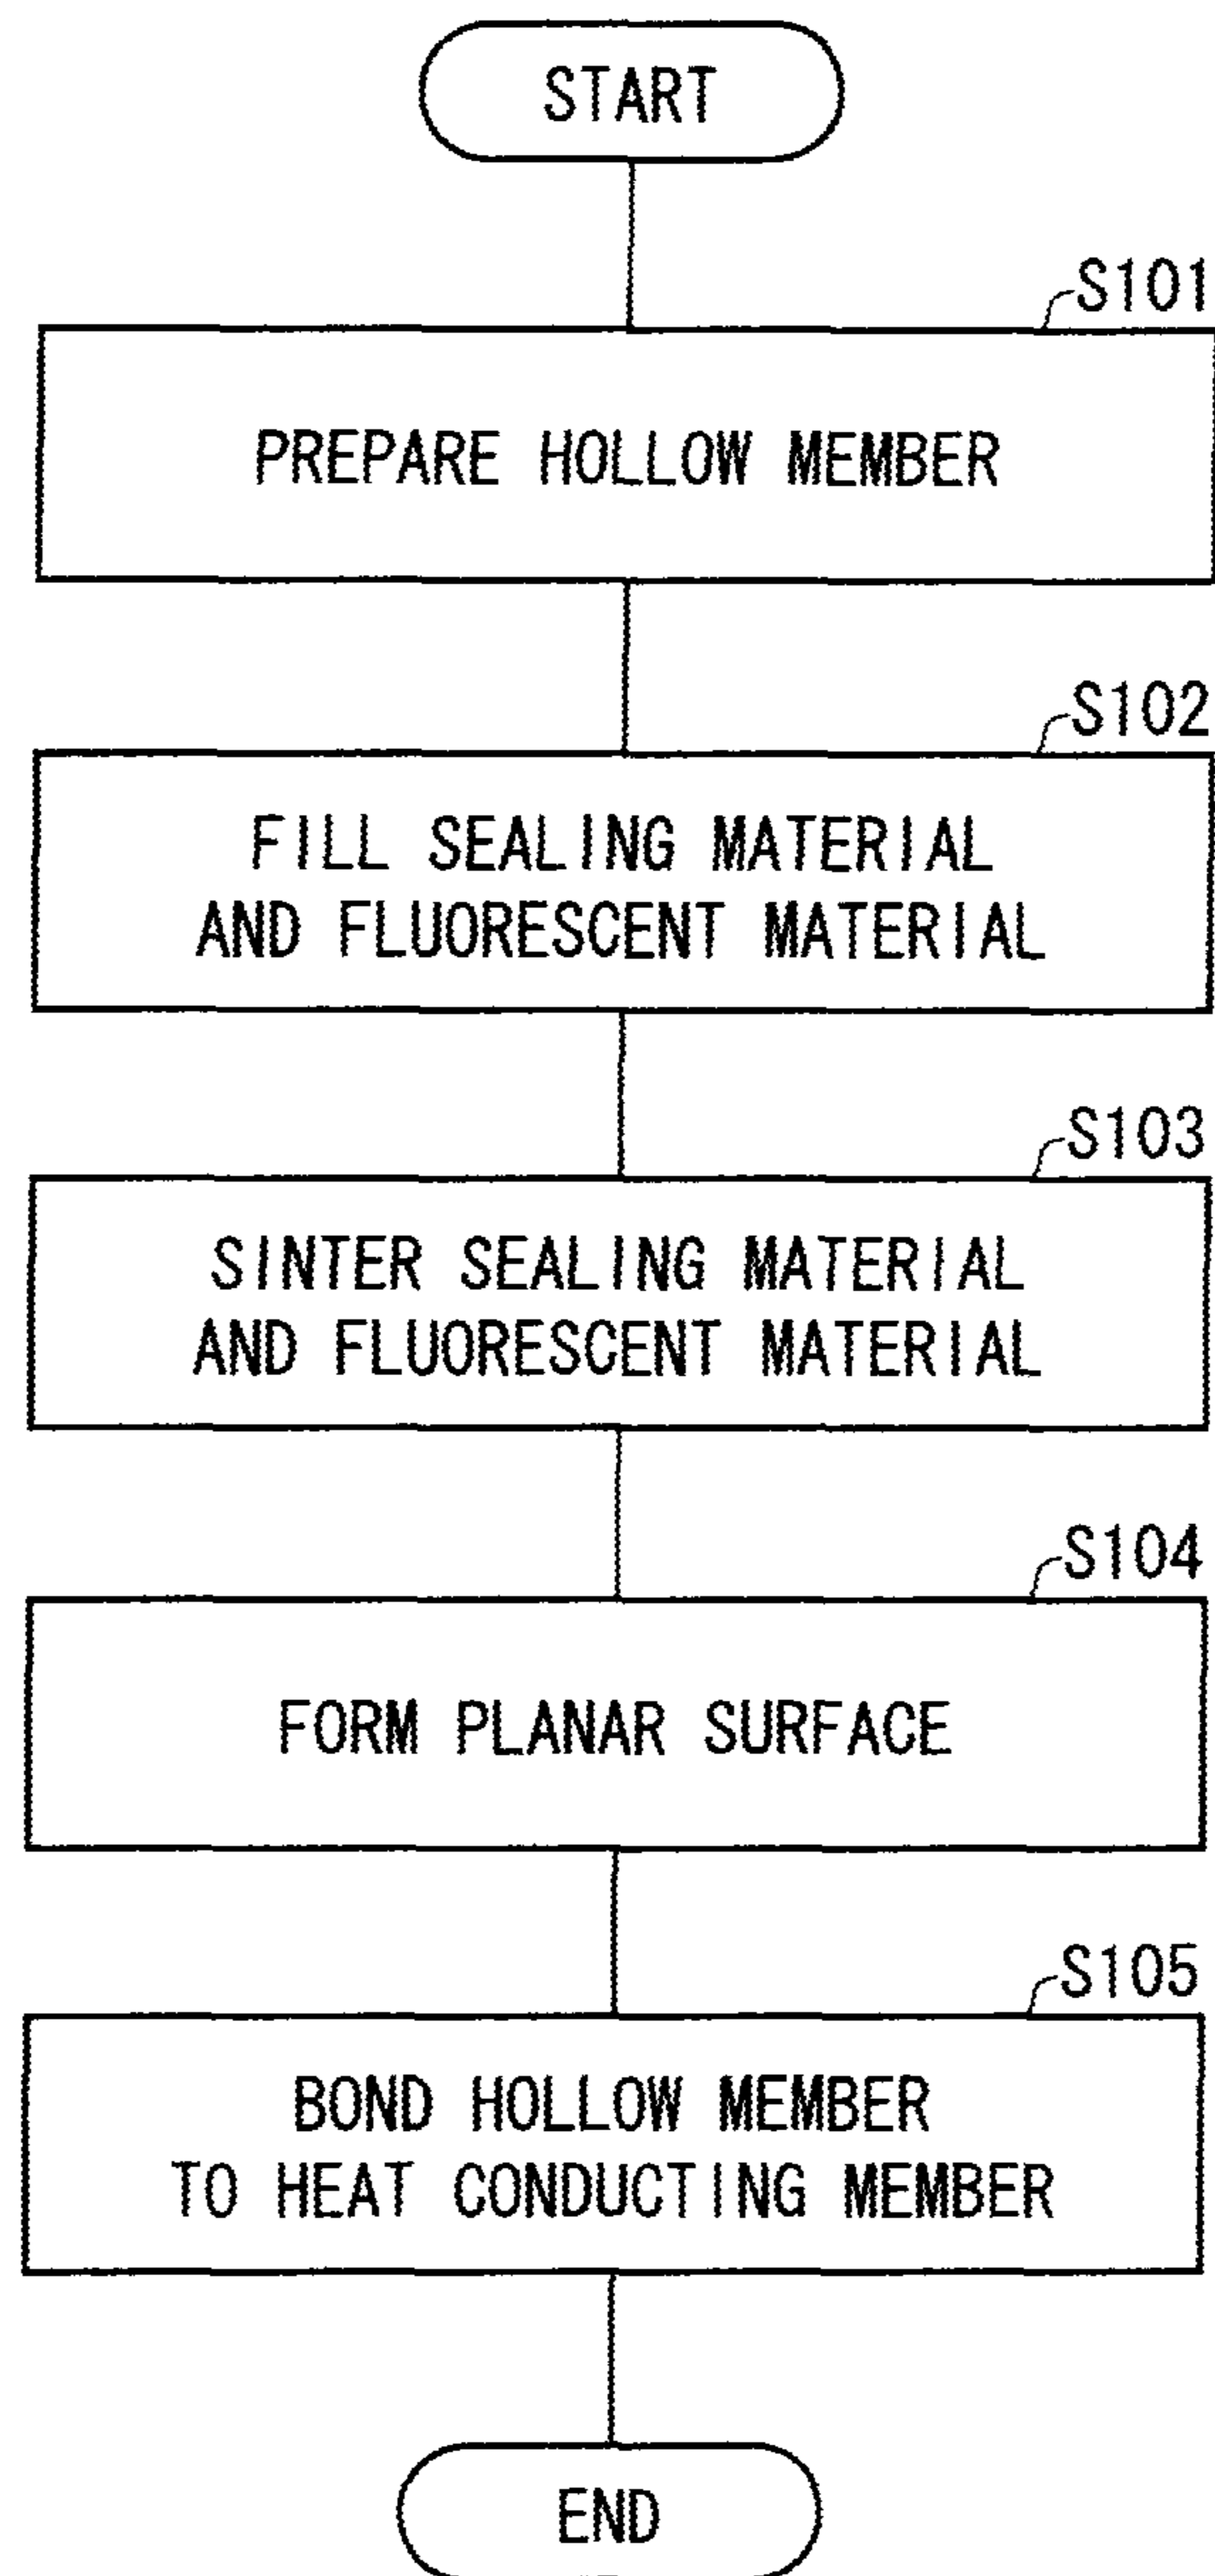 START
S101
PREPARE HOLLOW MEMBER
S102
FILL SEALING MATERIAL
AND FLUORESCENT MATERIAL
S103
SINTER SEALING MATERIAL
AND FLUORESCENT MATERIAL
S104
FORM PLANAR SURFACE
S105
BOND HOLLOW MEMBER
TO HEAT CONDUCTING MEMBER
END